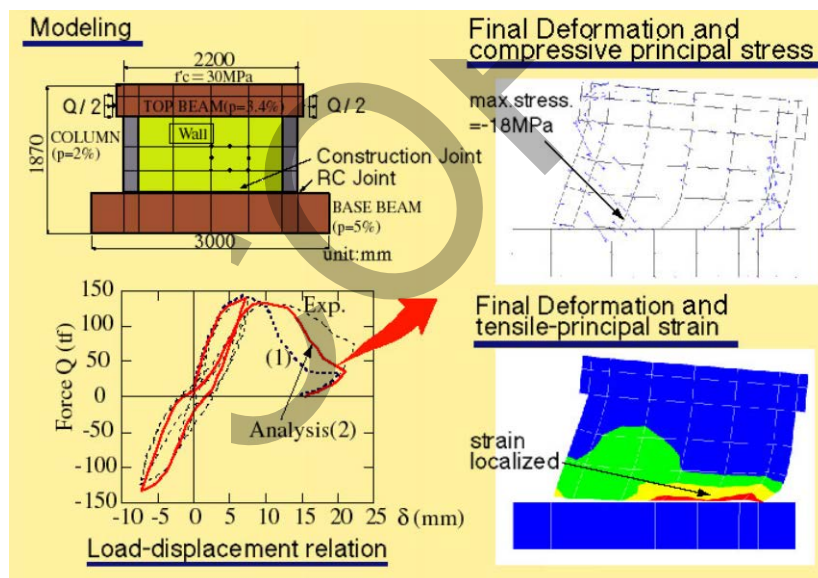 Modeling
2200
f'c = 30MPa
Q / 2
TOP BEAM(p=3.4%)
Q / 2
COLUMN
(p=2%)
Wall
1870
Construction Joint
RC Joint
BASE BEAM
(p=5%)
3000
unit:mm
Final Deformation and
compressive principal stress
max.stress.
=-18MPa
150
100
50
0
-50
-100
-150
Force Q (tf)
Exp.
(1)
Analysis(2)
-10 -5 0 5 10 15 20 25 δ (mm)
Load-displacement relation
Final Deformation and
tensile-principal strain
strain
localized